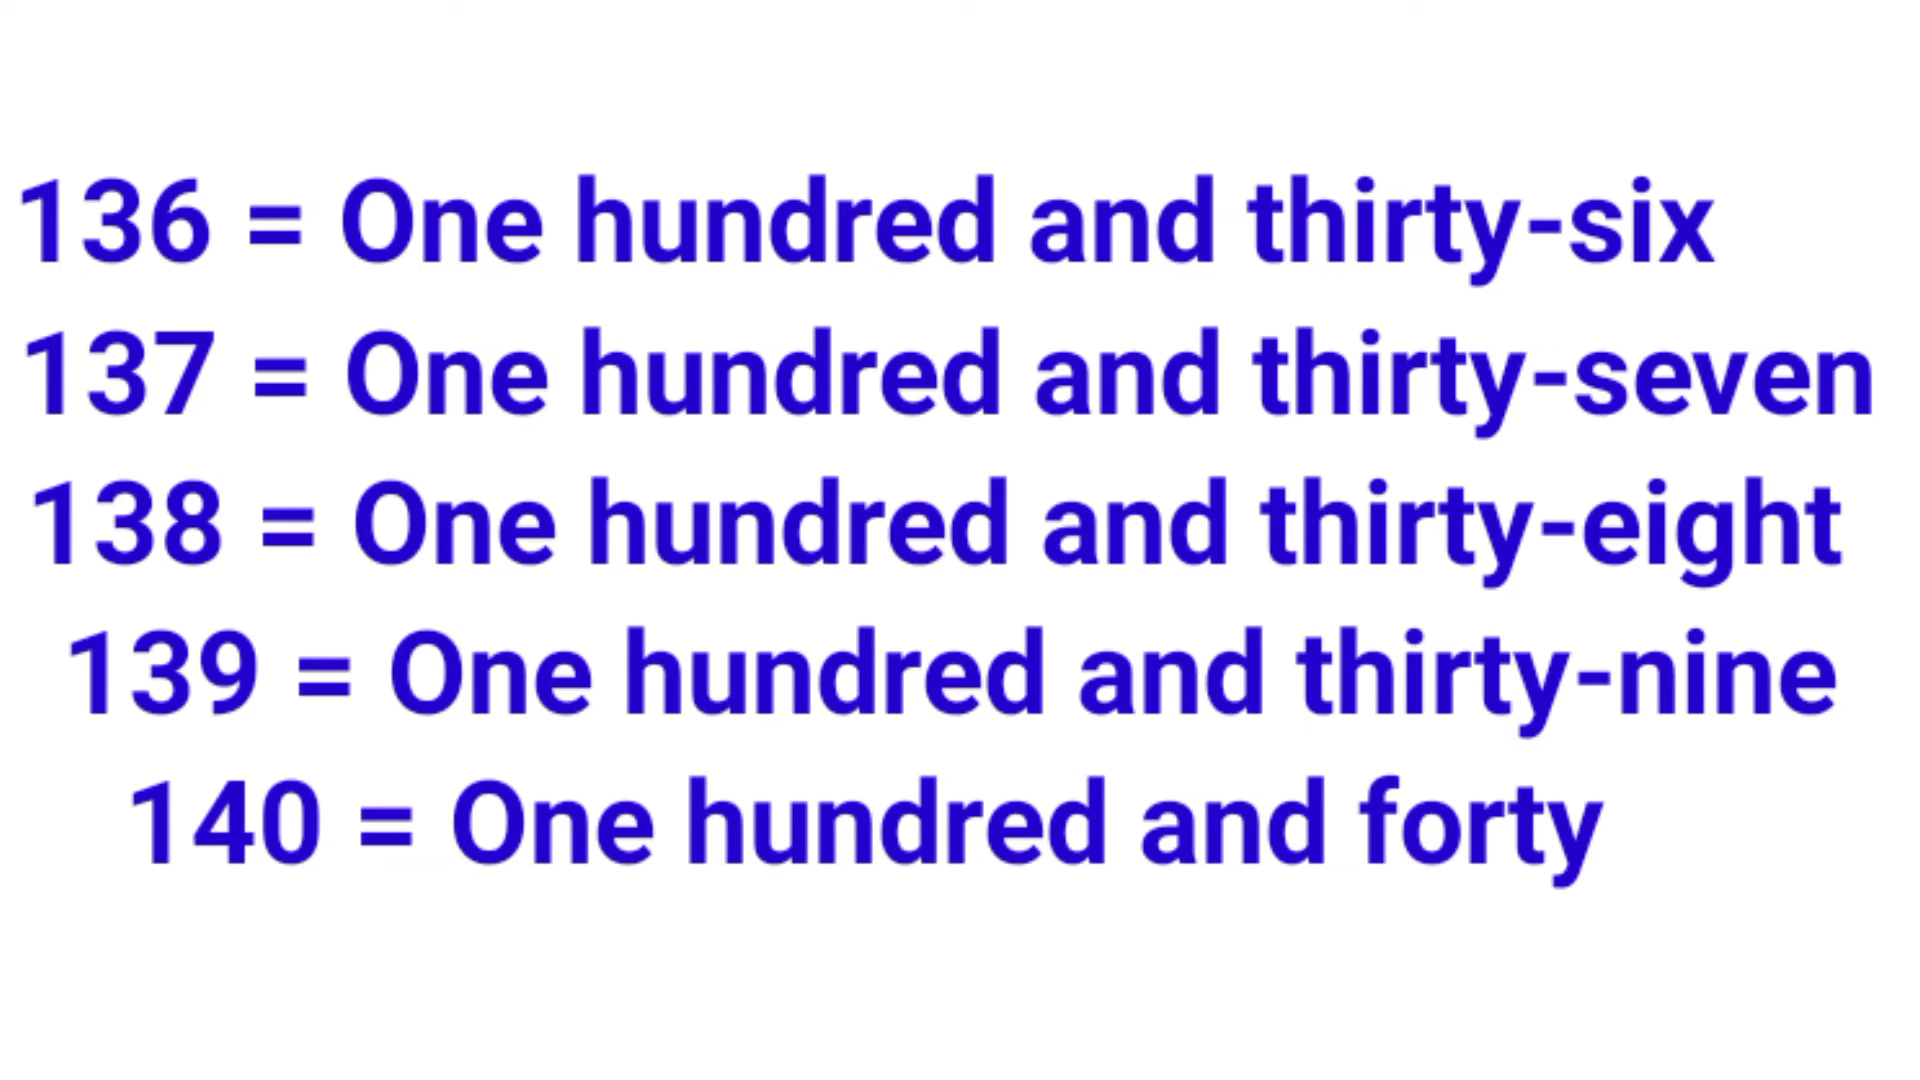 136 = One hundred and thirty-six
137 = One hundred and thirty-seven
138 = One hundred and thirty-eight
139 = One hundred and thirty-nine
140 = One hundred and forty